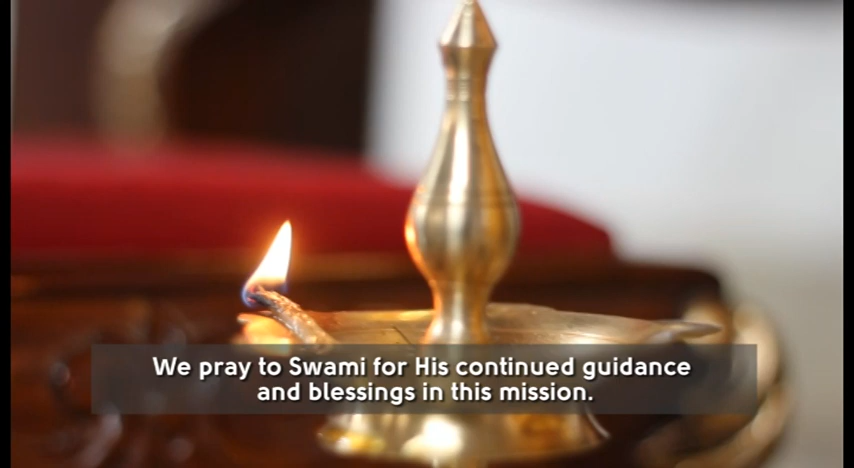 We pray to Swami for His continued guidance
and blessings in this mission.